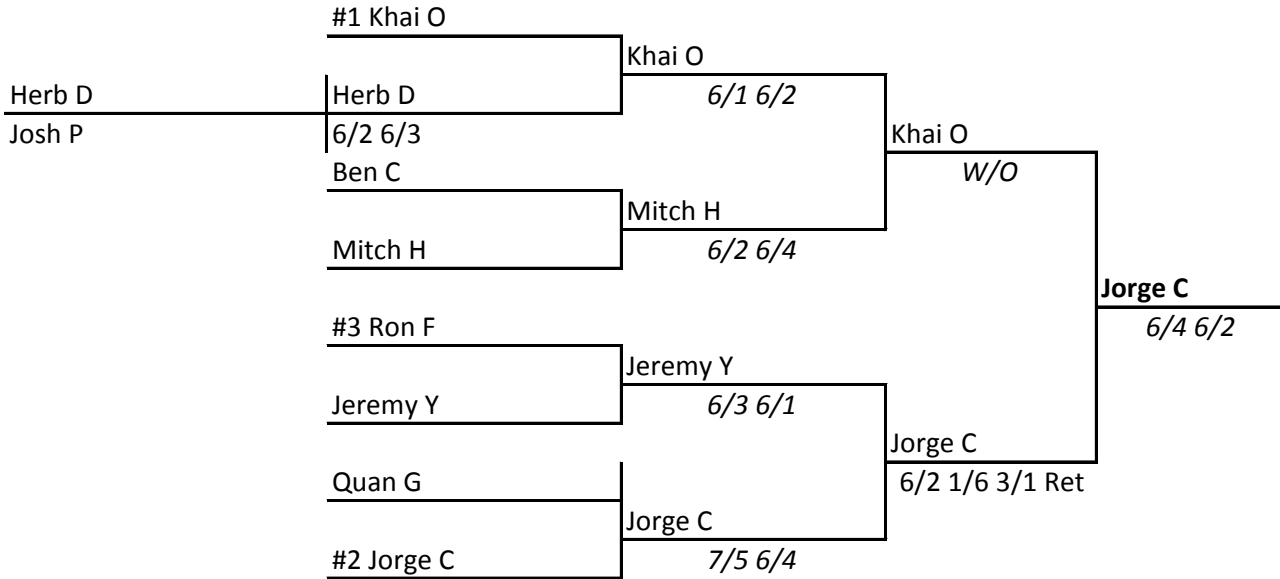 #1 Khai O
Khai O
Herb D
Herb D
6/1 6/2
Josh P
6/2 6/3
Khai O
Ben C
W/O
Mitch H
Mitch H
6/2 6/4
Jorge C
#3 Ron F
6/4 6/2
Jeremy Y
Jeremy Y
6/3 6/1
Jorge C
Quan G
6/2 1/6 3/1 Ret
Jorge C
#2 Jorge C
7/5 6/4